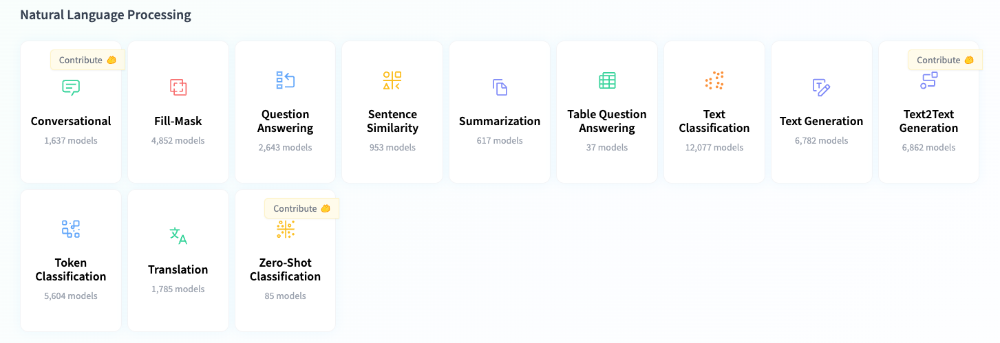 Natural Language Processing
Contribute
Conversational
1,637 models
Fill-Mask
4,852 models
Question
Answering
2,643 models
Sentence
Similarity
953 models
Summarization
617 models
Table Question
Answering
37 models
Text
Classification
12,077 models
Text Generation
6,782 models
Contribute
Text2Text
Generation
6,862 models
Token
Classification
5,604 models
Translation
1,785 models
Contribute
Zero-Shot
Classification
85 models